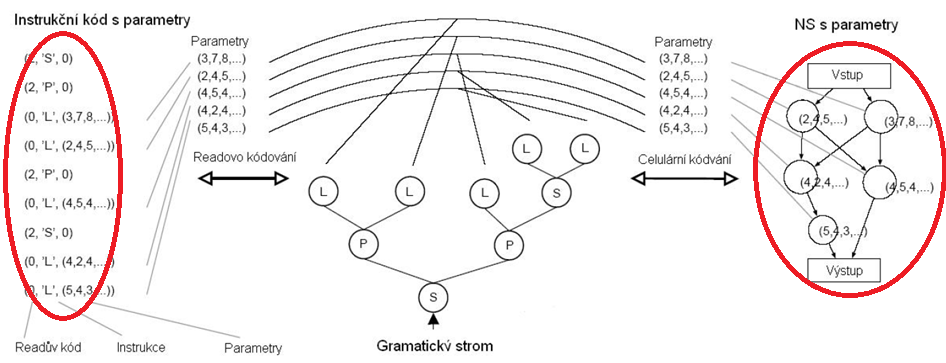 Instrukční kód s parametry
(2, 'S', 0)
(2, 'P', 0)
(0, 'L', (3,7,8,...))
(0, 'L', (2,4,5,...))
(2, 'P', 0)
(0, 'L', (4,5,4,...))
(2, 'S', 0)
(0, 'L', (4,2,4,...))
(0, 'L', (5,4,3,...))
Readův kód
Instrukce
Parametry
Parametry
(3,7,8,...)
(2,4,5,...)
(4,5,4,...)
(4,2,4,...)
(5,4,3,...)
Readovo kódování
L
L
L
L
L
S
P
P
S
Gramatický strom
Parametry
(3,7,8,...)
(2,4,5,...)
(4,5,4,...)
(4,2,4,...)
(5,4,3,...)
Celulární kódvání
NS s parametry
Vstup
(2,4,5,...)
(3,7,8,...)
(4,2,4,...)
(4,5,4,...)
(5,4,3,...)
Výstup